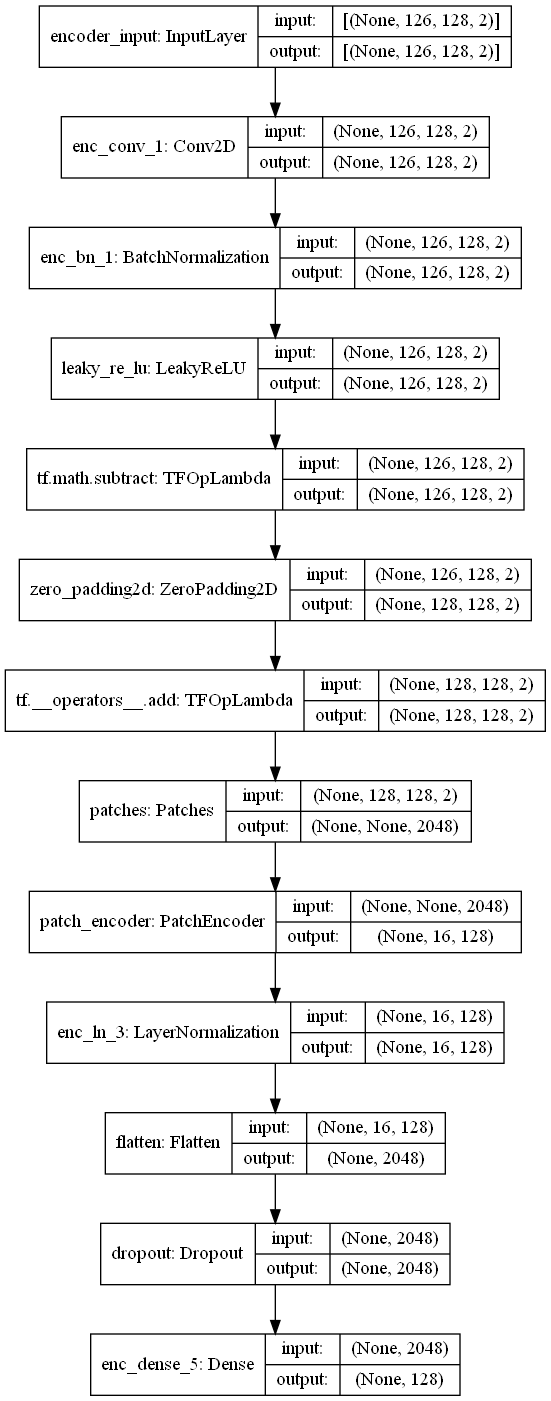 encoder_input: InputLayer
input: [(None, 126, 128, 2)]
output: [(None, 126, 128, 2)]
enc_conv_1: Conv2D
input: (None, 126, 128, 2)
output: (None, 126, 128, 2)
enc_bn_1: BatchNormalization
input: (None, 126, 128, 2)
output: (None, 126, 128, 2)
leaky_re_lu: LeakyReLU
input: (None, 126, 128, 2)
output: (None, 126, 128, 2)
tf.math.subtract: TFOpLambda
input: (None, 126, 128, 2)
output: (None, 126, 128, 2)
zero_padding2d: ZeroPadding2D
input: (None, 126, 128, 2)
output: (None, 128, 128, 2)
tf.__operators__.add: TFOpLambda
input: (None, 128, 128, 2)
output: (None, 128, 128, 2)
patches: Patches
input: (None, 128, 128, 2)
output: (None, None, 2048)
patch_encoder: PatchEncoder
input: (None, None, 2048)
output: (None, 16, 128)
enc_ln_3: LayerNormalization
input: (None, 16, 128)
output: (None, 16, 128)
flatten: Flatten
input: (None, 16, 128)
output: (None, 2048)
dropout: Dropout
input: (None, 2048)
output: (None, 2048)
enc_dense_5: Dense
input: (None, 2048)
output: (None, 128)